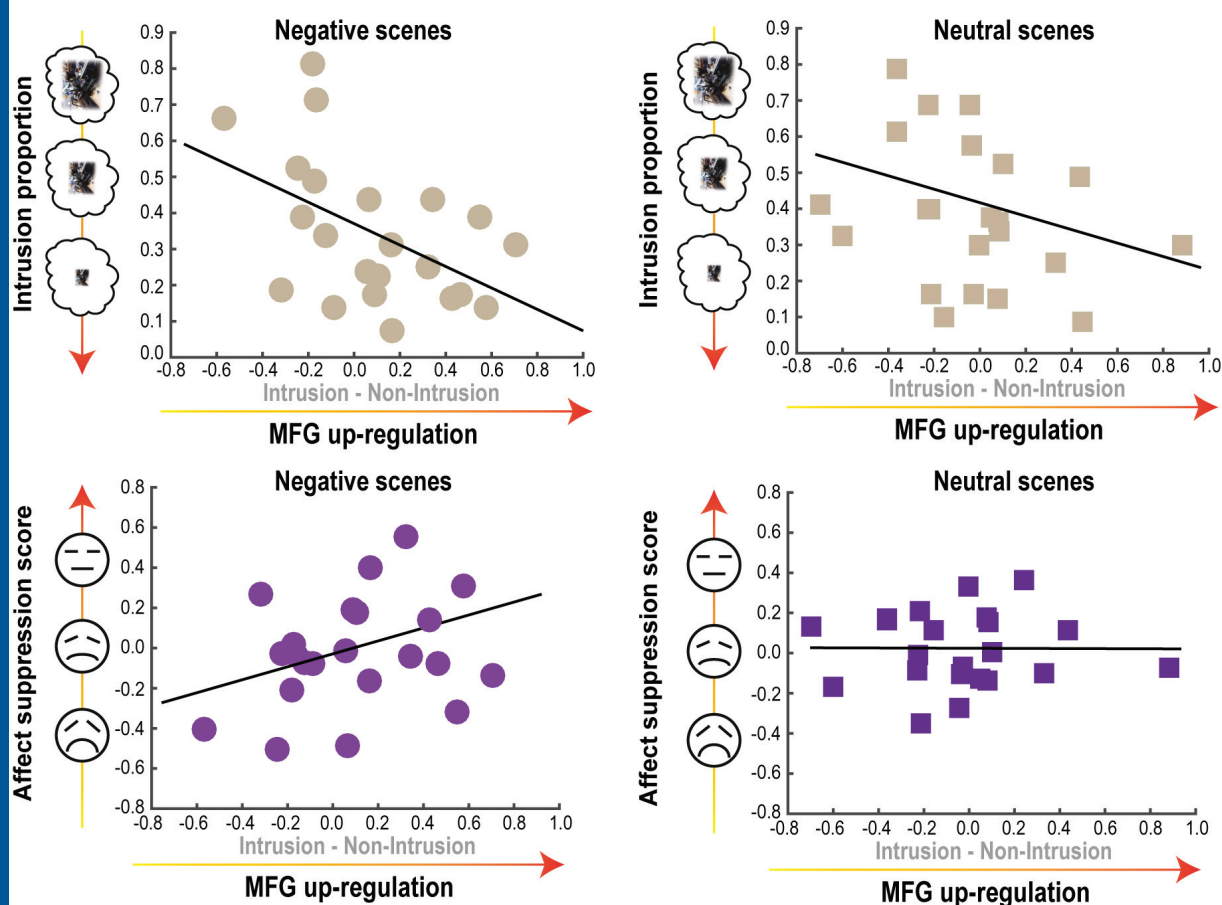 Negative scenes
Intrusion proportion
0.9
0.8
0.7
0.6
0.5
0.4
0.3
0.2
0.1
0.0
-0.8 -0.6 -0.4 -0.2 0.0 0.2 0.4 0.6 0.8 1.0
Intrusion - Non-Intrusion
MFG up-regulation
Neutral scenes
Intrusion proportion
0.9
0.8
0.7
0.6
0.5
0.4
0.3
0.2
0.1
0.0
-0.8 -0.6 -0.4 -0.2 0.0 0.2 0.4 0.6 0.8 1.0
Intrusion - Non-Intrusion
MFG up-regulation
Negative scenes
Affect suppression score
0.8
0.6
0.4
0.2
0.0
-0.2
-0.4
-0.6
-0.8
-0.8 -0.6 -0.4 -0.2 0.0 0.2 0.4 0.6 0.8 1.0
Intrusion - Non-Intrusion
MFG up-regulation
Neutral scenes
Affect suppression score
0.8
0.6
0.4
0.2
0.0
-0.2
-0.4
-0.6
-0.8
-0.8 -0.6 -0.4 -0.2 0.0 0.2 0.4 0.6 0.8 1.0
Intrusion - Non-Intrusion
MFG up-regulation